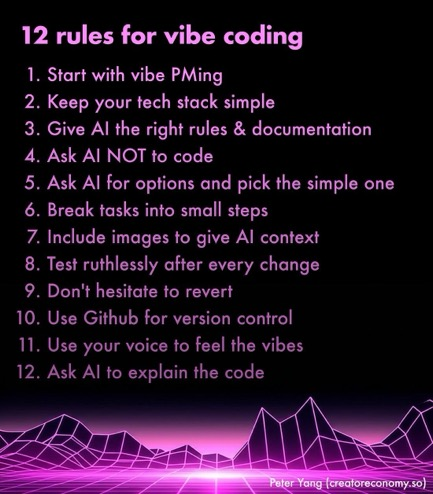 12 rules for vibe coding
1. Start with vibe PMing
2. Keep your tech stack simple
3. Give AI the right rules & documentation
4. Ask AI NOT to code
5. Ask AI for options and pick the simple one
6. Break tasks into small steps
7. Include images to give AI context
8. Test ruthlessly after every change
9. Don't hesitate to revert
10. Use Github for version control
11. Use your voice to feel the vibes
12. Ask AI to explain the code
Peter Yang (creatoreconomy.so)